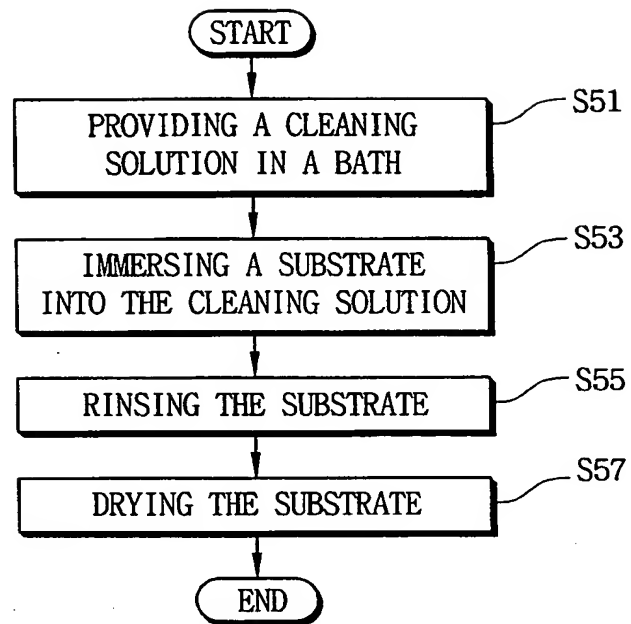 START
PROVIDING A CLEANING
SOLUTION IN A BATH
S51
IMMERSING A SUBSTRATE
INTO THE CLEANING SOLUTION
S53
RINSING THE SUBSTRATE
S55
DRYING THE SUBSTRATE
S57
END